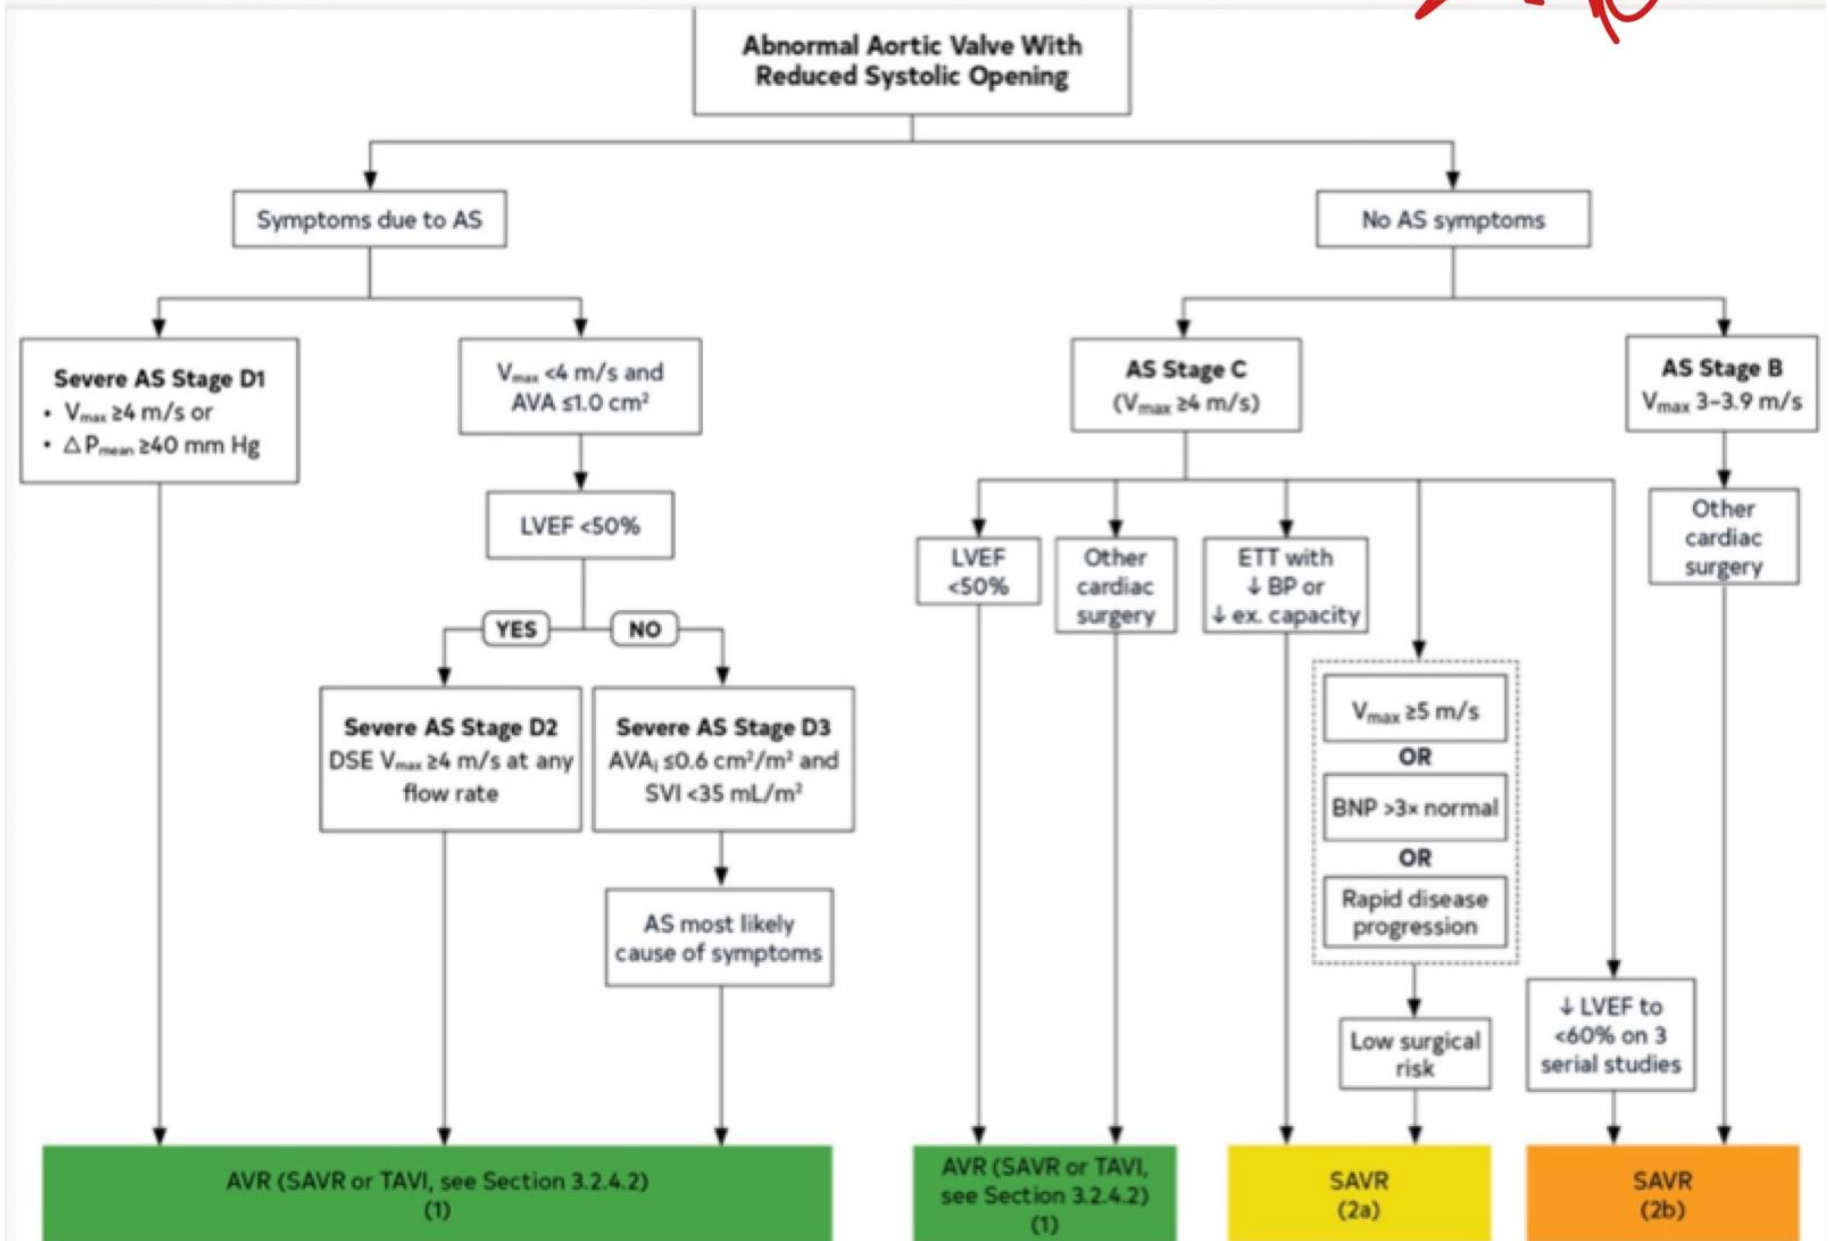 Abnormal Aortic Valve With
Reduced Systolic Opening
Symptoms due to AS
No AS symptoms
Severe AS Stage D1
• Vmax ≥4 m/s or
• △Pmean ≥40 mm Hg
Vmax <4 m/s and
AVA ≤1.0 cm²
AS Stage C
(Vmax ≥4 m/s)
AS Stage B
Vmax 3–3.9 m/s
LVEF <50%
YES
NO
LVEF
<50%
Other
cardiac
surgery
ETT with
↓ BP or
↓ ex. capacity
Other
cardiac
surgery
Severe AS Stage D2
DSE Vmax ≥4 m/s at any
flow rate
Severe AS Stage D3
AVAi ≤0.6 cm²/m² and
SVI <35 mL/m²
Vmax ≥5 m/s
OR
BNP >3× normal
OR
Rapid disease
progression
AS most likely
cause of symptoms
Low surgical
risk
↓ LVEF to
<60% on 3
serial studies
AVR (SAVR or TAVI, see Section 3.2.4.2)
(1)
AVR (SAVR or TAVI,
see Section 3.2.4.2)
(1)
SAVR
(2a)
SAVR
(2b)